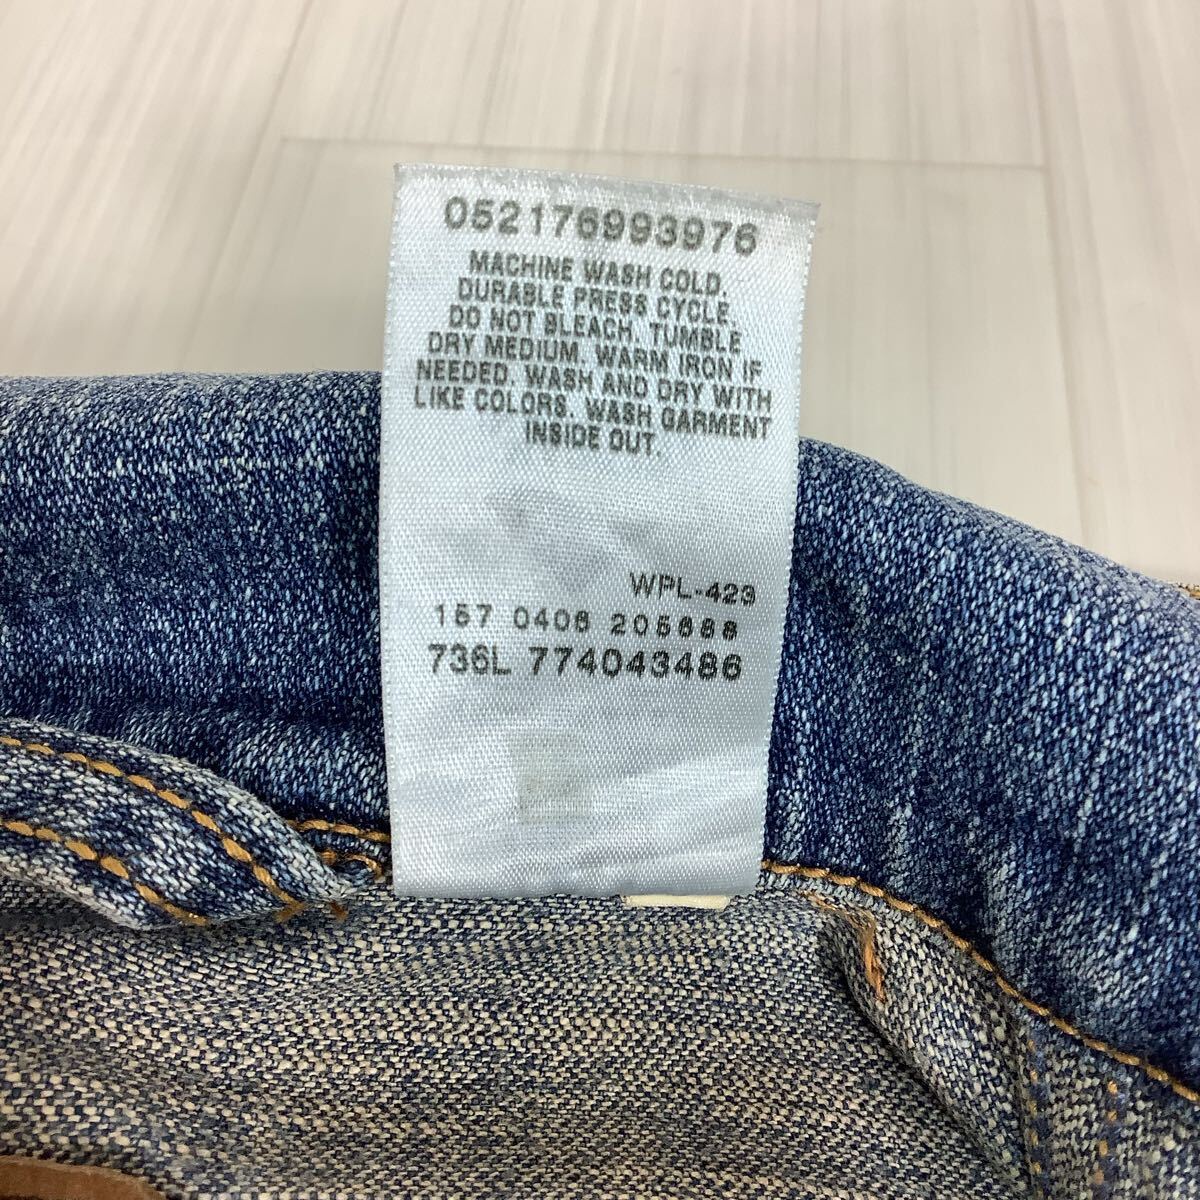 052176993976
MACHINE WASH COLD.
DURABLE PRESS CYCLE.
DO NOT BLEACH. TUMBLE
DRY MEDIUM. WARM IRON IF
NEEDED. WASH AND DRY WITH
LIKE COLORS. WASH GARMENT
INSIDE OUT.
WPL-423
157 0406 205688
736L 774043486